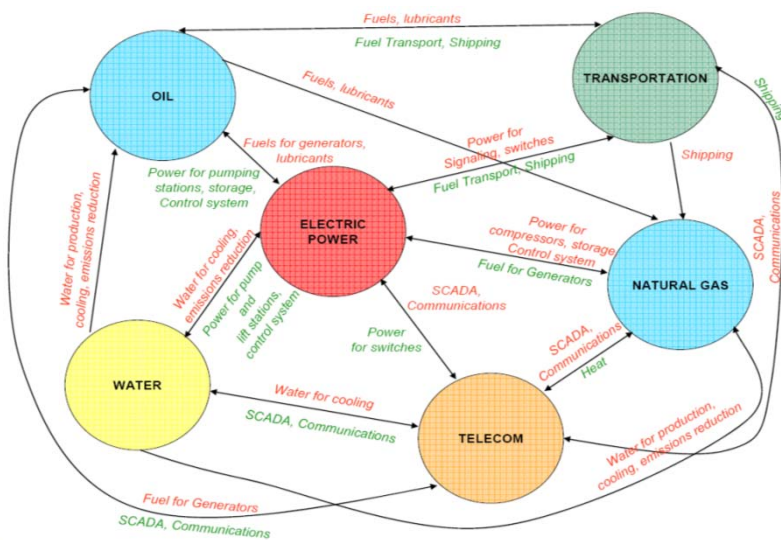 Fuels, lubricants
Fuel Transport, Shipping
OIL
TRANSPORTATION
Fuels, lubricants
Shipping
Fuels for generators,
lubricants
Power for
Signaling, switches
Fuel Transport, Shipping
Shipping
Power for pumping
stations, storage,
Control system
ELECTRIC
POWER
Power for
compressors, storage
Control system
Fuel for Generators
NATURAL GAS
SCADA,
Communications
Water for production,
cooling, emissions reduction
Water for cooling,
emissions reduction
Power for pump
and
lift stations,
control system
SCADA,
Communications
Power
for switches
SCADA,
Communications
Heat
WATER
Water for cooling
SCADA, Communications
TELECOM
Water for production,
cooling, emissions reduction
Fuel for Generators
SCADA, Communications